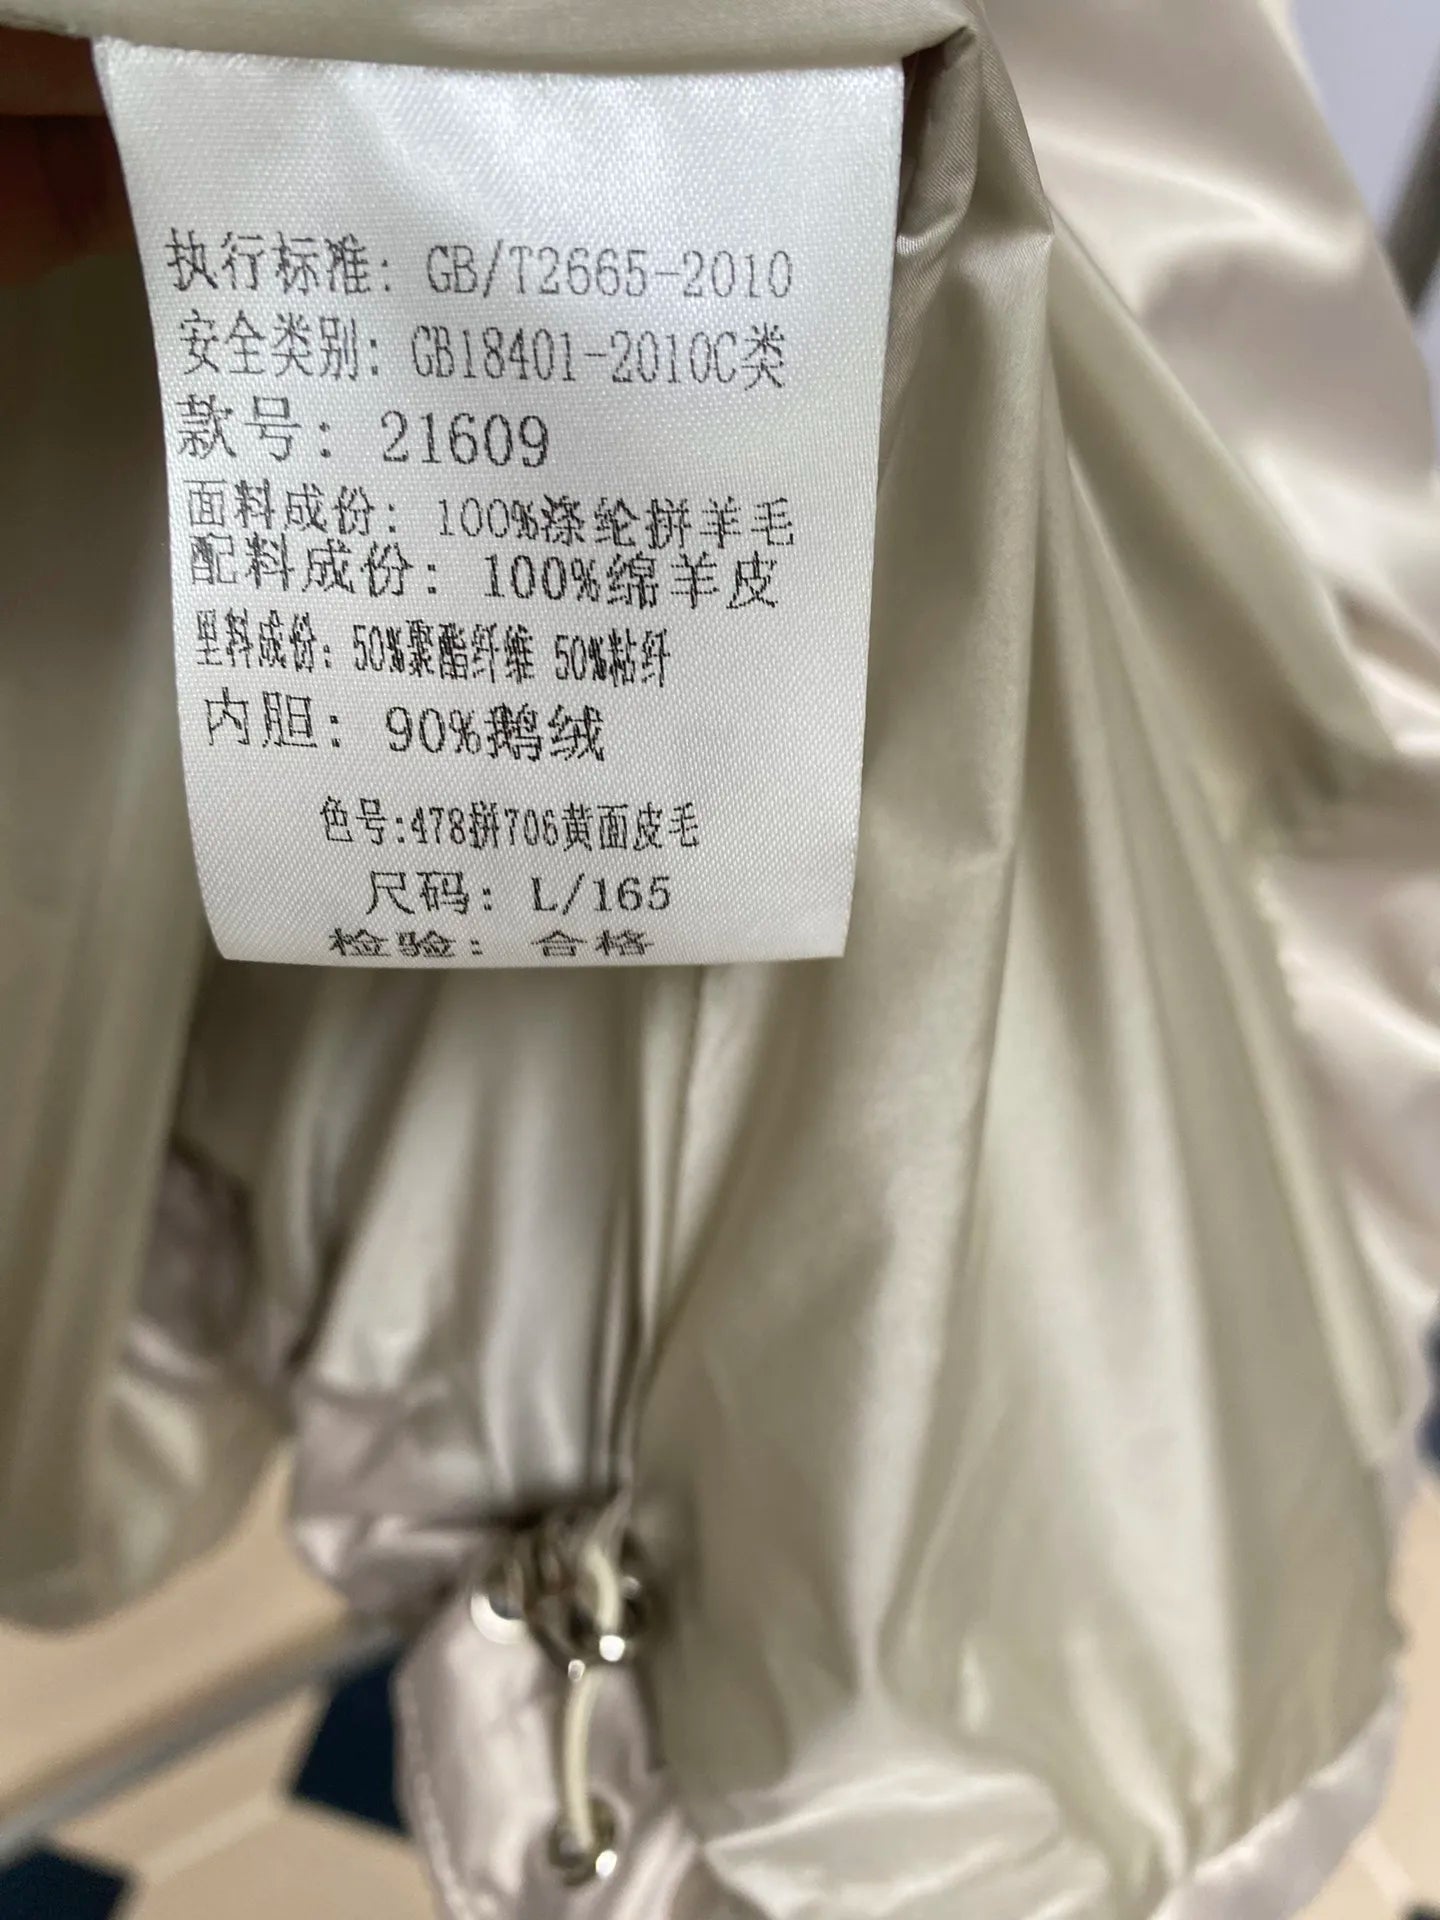 执行标准: GB/T2665-2010
安全类别: GB18401-2010C类
款号: 21609
面料成份: 100%涤纶拼羊毛
配料成份: 100%绵羊皮
里料成份: 50%聚酯纤维 50%粘纤
内胆: 90%鹅绒
色号:478拼706黄面皮毛
尺码: L/165
检验: 合格